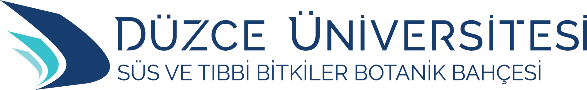 DÜZCE ÜNİVERSİTESİ
SÜS VE TIBBİ BİTKİLER BOTANİK BAHÇESİ